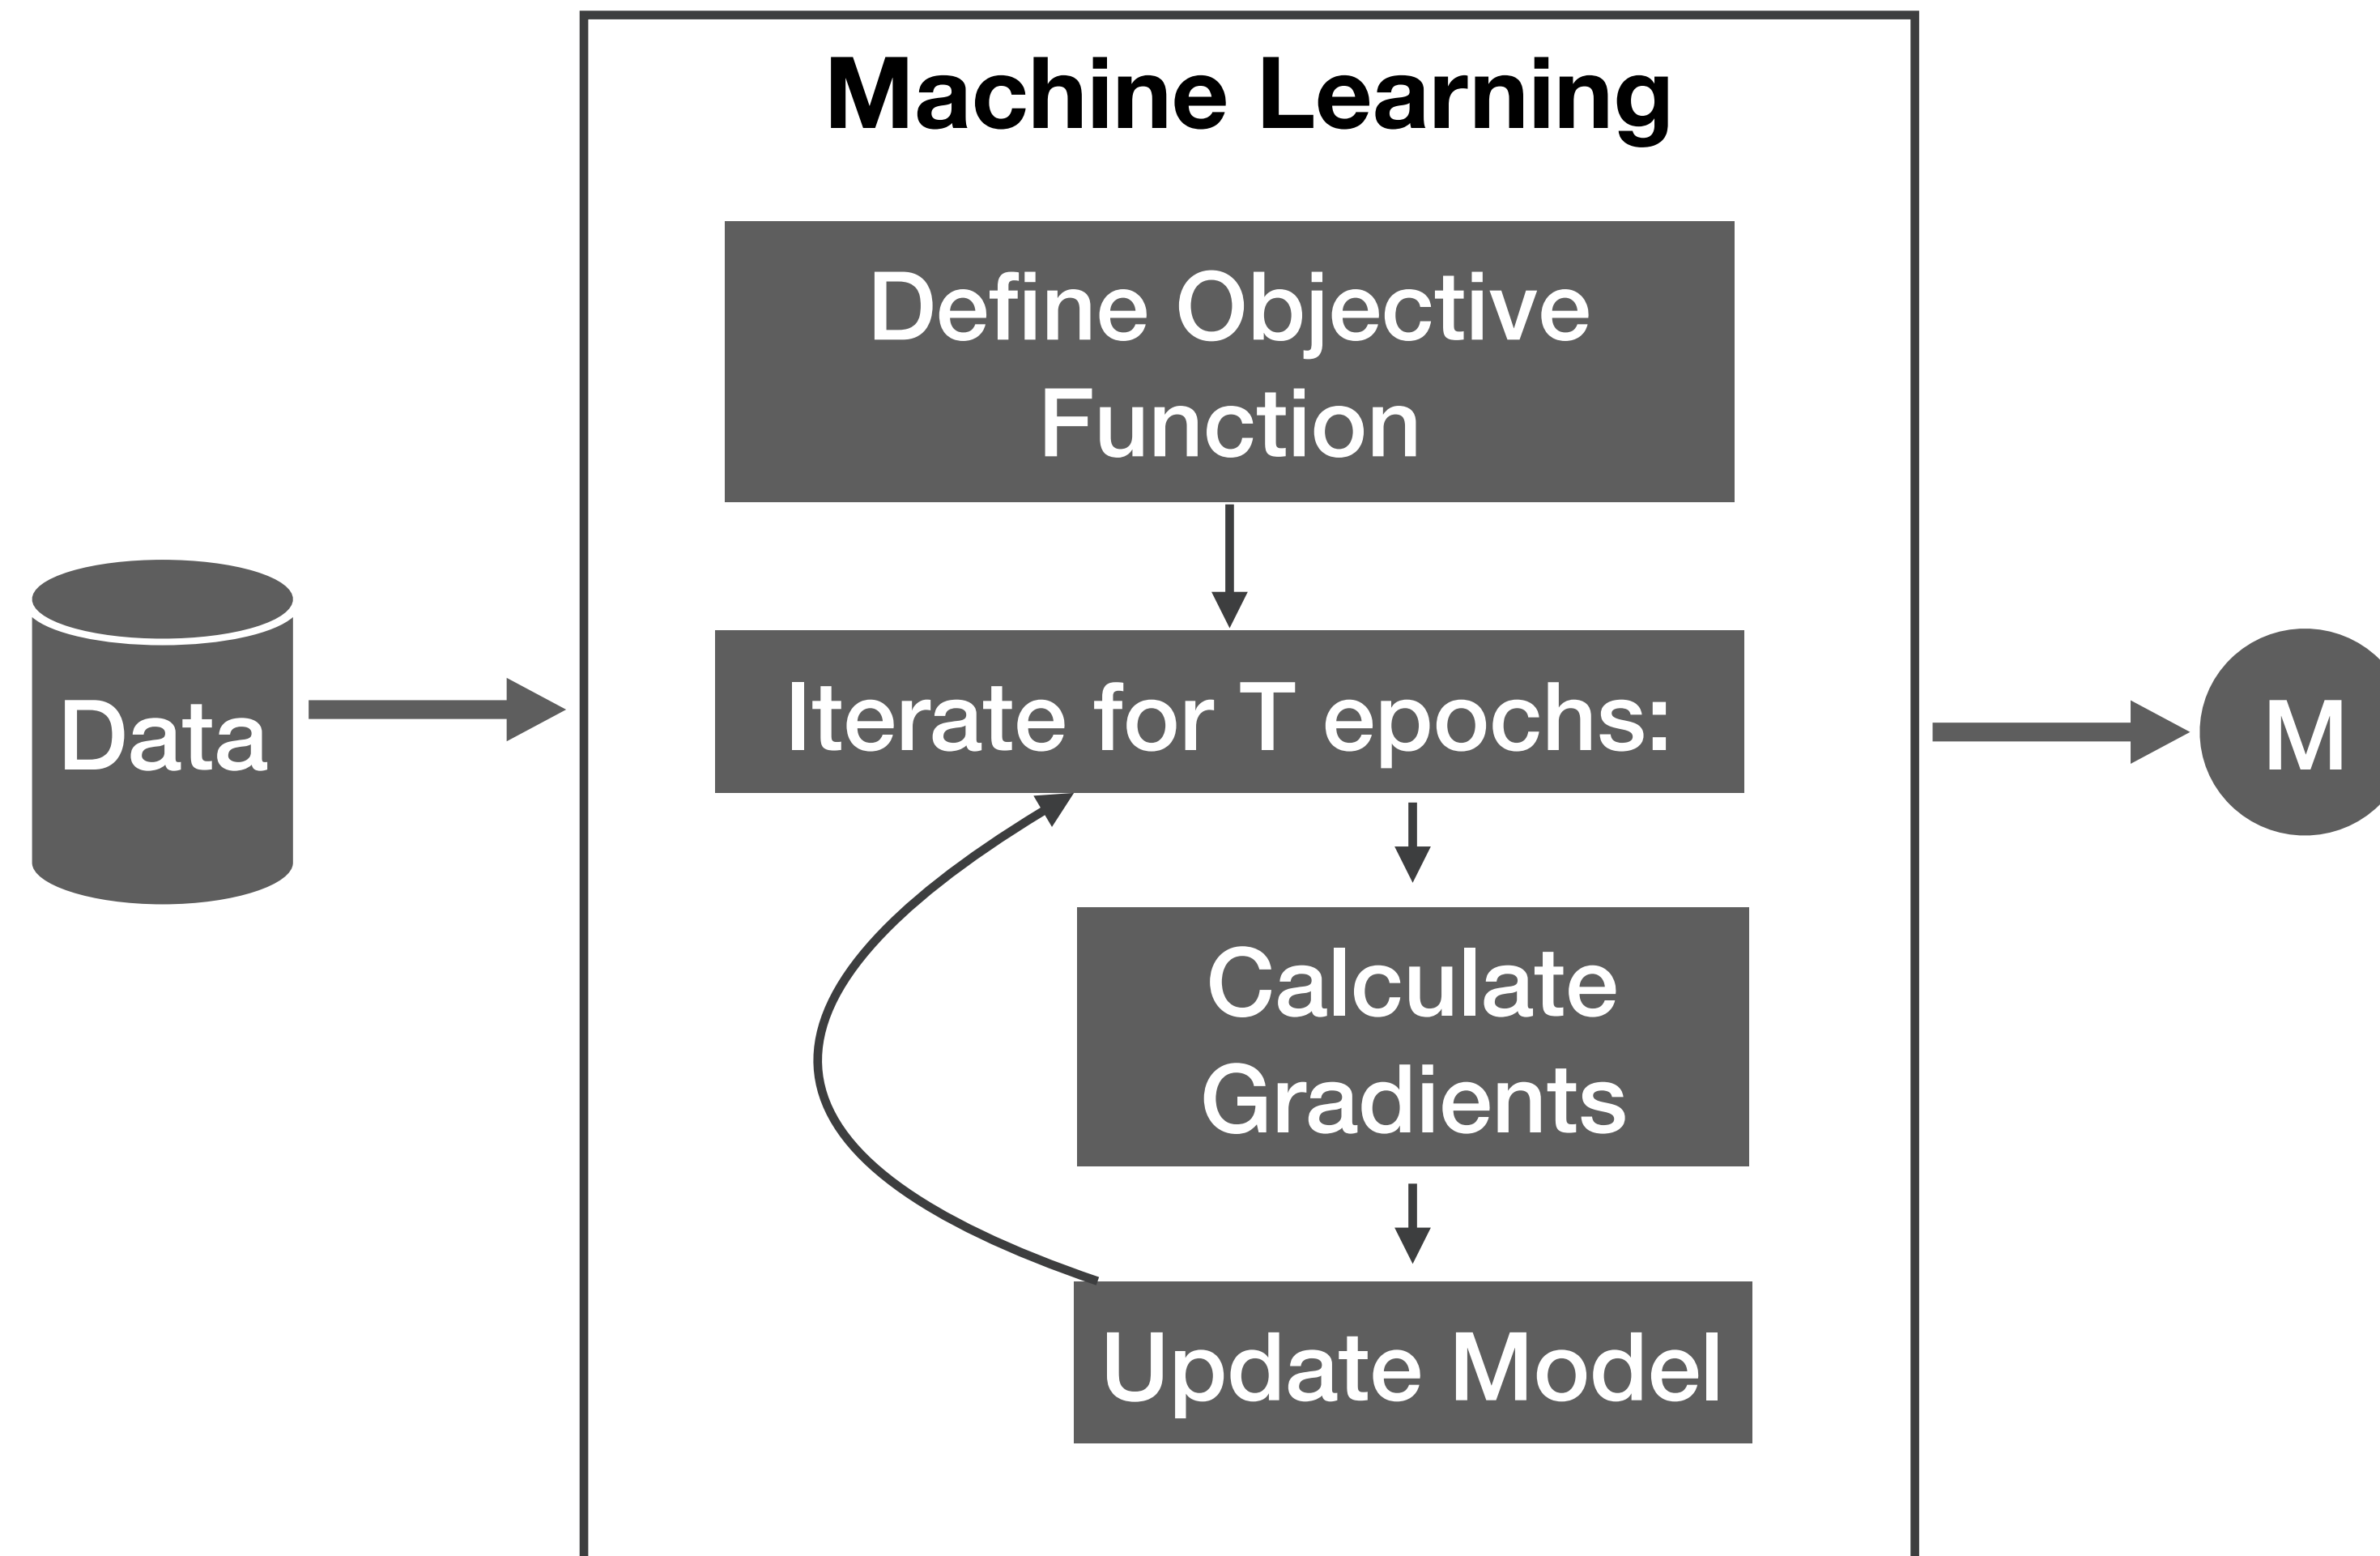 Machine Learning
Define Objective
Function
Data
Iterate for T epochs:
M
Calculate
Gradients
Update Model